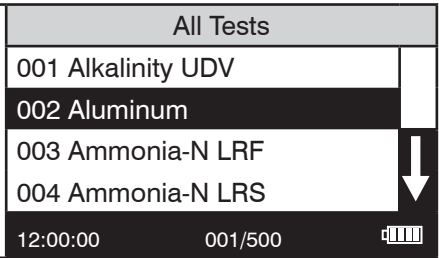 All Tests
001 Alkalinity UDV
002 Aluminum
003 Ammonia-N LRF
004 Ammonia-N LRS
12:00:00 001/500